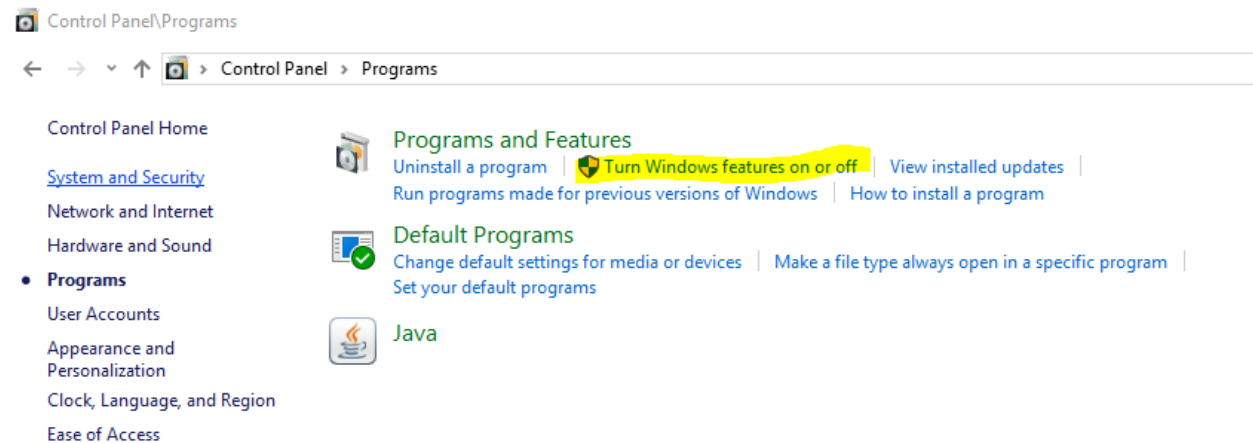 Control Panel\Programs
Control Panel > Programs
Control Panel Home
System and Security
Network and Internet
Hardware and Sound
Programs
User Accounts
Appearance and
Personalization
Clock, Language, and Region
Ease of Access
Programs and Features
Uninstall a program | Turn Windows features on or off | View installed updates |
Run programs made for previous versions of Windows | How to install a program
Default Programs
Change default settings for media or devices | Make a file type always open in a specific program |
Set your default programs
Java